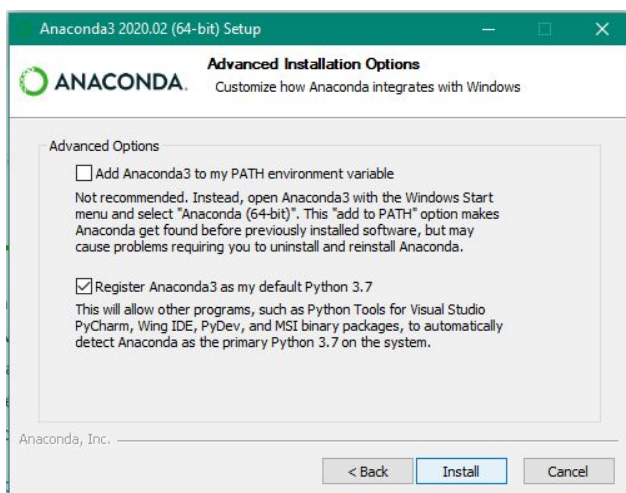 Anaconda3 2020.02 (64-bit) Setup
ANACONDA.
Advanced Installation Options
Customize how Anaconda integrates with Windows
Advanced Options
Add Anaconda3 to my PATH environment variable
Not recommended. Instead, open Anaconda3 with the Windows Start
menu and select "Anaconda (64-bit)". This "add to PATH" option makes
Anaconda get found before previously installed software, but may
cause problems requiring you to uninstall and reinstall Anaconda.
Register Anaconda3 as my default Python 3.7
This will allow other programs, such as Python Tools for Visual Studio
PyCharm, Wing IDE, PyDev, and MSI binary packages, to automatically
detect Anaconda as the primary Python 3.7 on the system.
Anaconda, Inc.
< Back
Install
Cancel